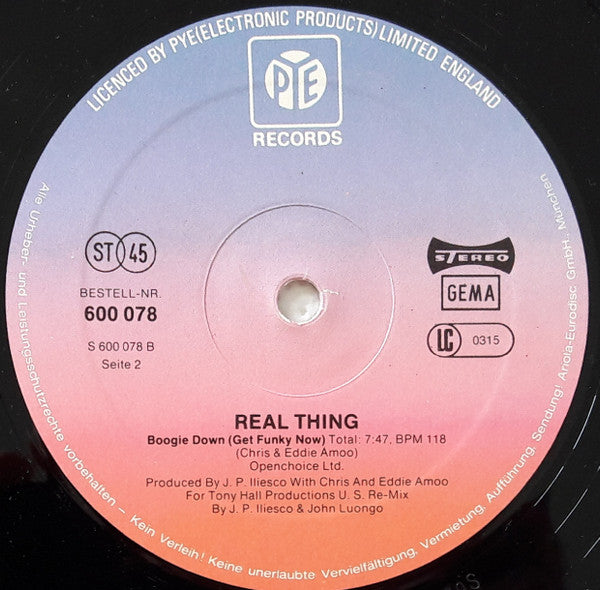 LICENCED BY PYE (ELECTRONIC PRODUCTS) LIMITED ENGLAND
PYE
RECORDS
ST 45
BESTELL-NR.
600 078
S 600 078 B
Seite 2
STEREO
GEMA
LC 0315
REAL THING
Boogie Down (Get Funky Now) Total: 7:47, BPM 118
(Chris & Eddie Amoo)
Openchoice Ltd.
Produced By J. P. Iliesco With Chris And Eddie Amoo
For Tony Hall Productions U. S. Re-Mix
By J. P. Iliesco & John Luongo
Alle Urheber- und Leistungsschutzrechte vorbehalten – Kein Verleih! Keine unerlaubte Vervielfältigung, Vermietung, Aufführung, Sendung! Ariola-Eurodisc GmbH., München